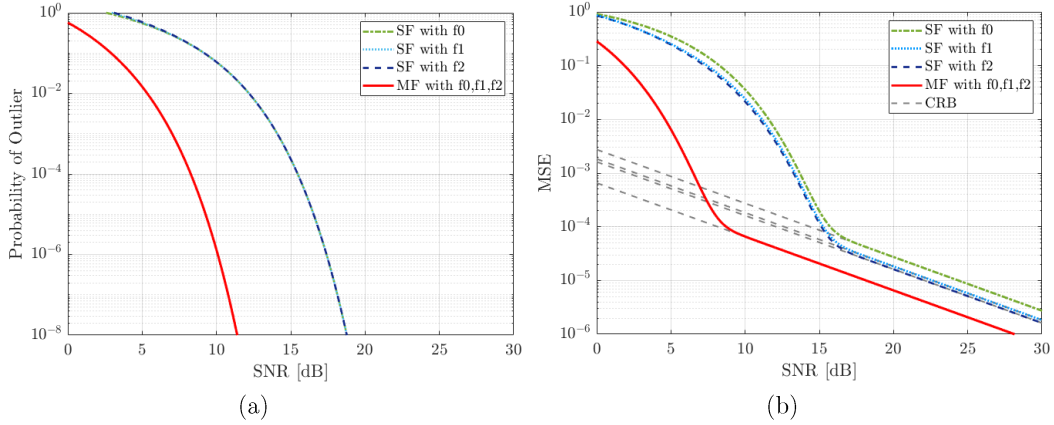 10^0
10^-2
10^-4
10^-6
10^-8
Probability of Outlier
0 5 10 15 20 25 30
SNR [dB]
SF with f0
SF with f1
SF with f2
MF with f0,f1,f2
(a)
10^0
10^-1
10^-2
10^-3
10^-4
10^-5
10^-6
MSE
0 5 10 15 20 25 30
SNR [dB]
SF with f0
SF with f1
SF with f2
MF with f0,f1,f2
CRB
(b)